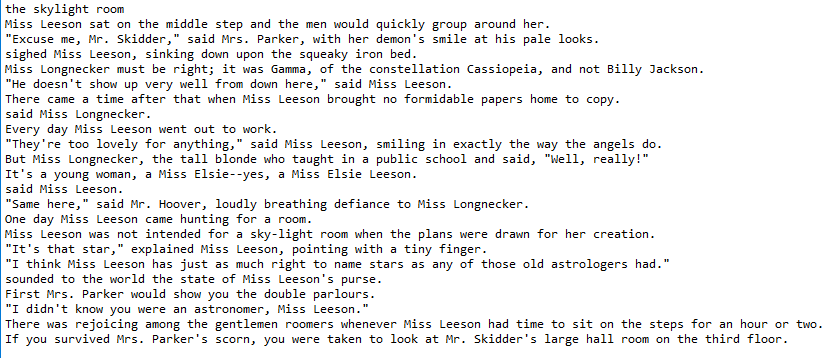 the skylight room
Miss Leeson sat on the middle step and the men would quickly group around her.
"Excuse me, Mr. Skidder," said Mrs. Parker, with her demon's smile at his pale looks.
sighed Miss Leeson, sinking down upon the squeaky iron bed.
Miss Longnecker must be right; it was Gamma, of the constellation Cassiopeia, and not Billy Jackson.
"He doesn't show up very well from down here," said Miss Leeson.
There came a time after that when Miss Leeson brought no formidable papers home to copy.
said Miss Longnecker.
Every day Miss Leeson went out to work.
"They're too lovely for anything," said Miss Leeson, smiling in exactly the way the angels do.
But Miss Longnecker, the tall blonde who taught in a public school and said, "Well, really!"
It's a young woman, a Miss Elsie--yes, a Miss Elsie Leeson.
said Miss Leeson.
"Same here," said Mr. Hoover, loudly breathing defiance to Miss Longnecker.
One day Miss Leeson came hunting for a room.
Miss Leeson was not intended for a sky-light room when the plans were drawn for her creation.
"It's that star," explained Miss Leeson, pointing with a tiny finger.
"I think Miss Leeson has just as much right to name stars as any of those old astrologers had."
sounded to the world the state of Miss Leeson's purse.
First Mrs. Parker would show you the double parlours.
"I didn't know you were an astronomer, Miss Leeson."
There was rejoicing among the gentlemen roomers whenever Miss Leeson had time to sit on the steps for an hour or two.
If you survived Mrs. Parker's scorn, you were taken to look at Mr. Skidder's large hall room on the third floor.